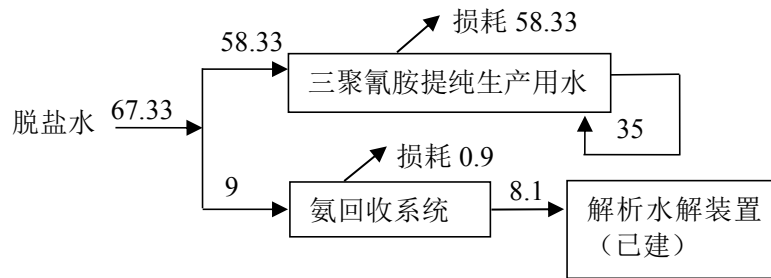 损耗 58.33
58.33
三聚氰胺提纯生产用水
67.33
脱盐水
35
损耗 0.9
9
8.1
氨回收系统
解析水解装置
（已建）